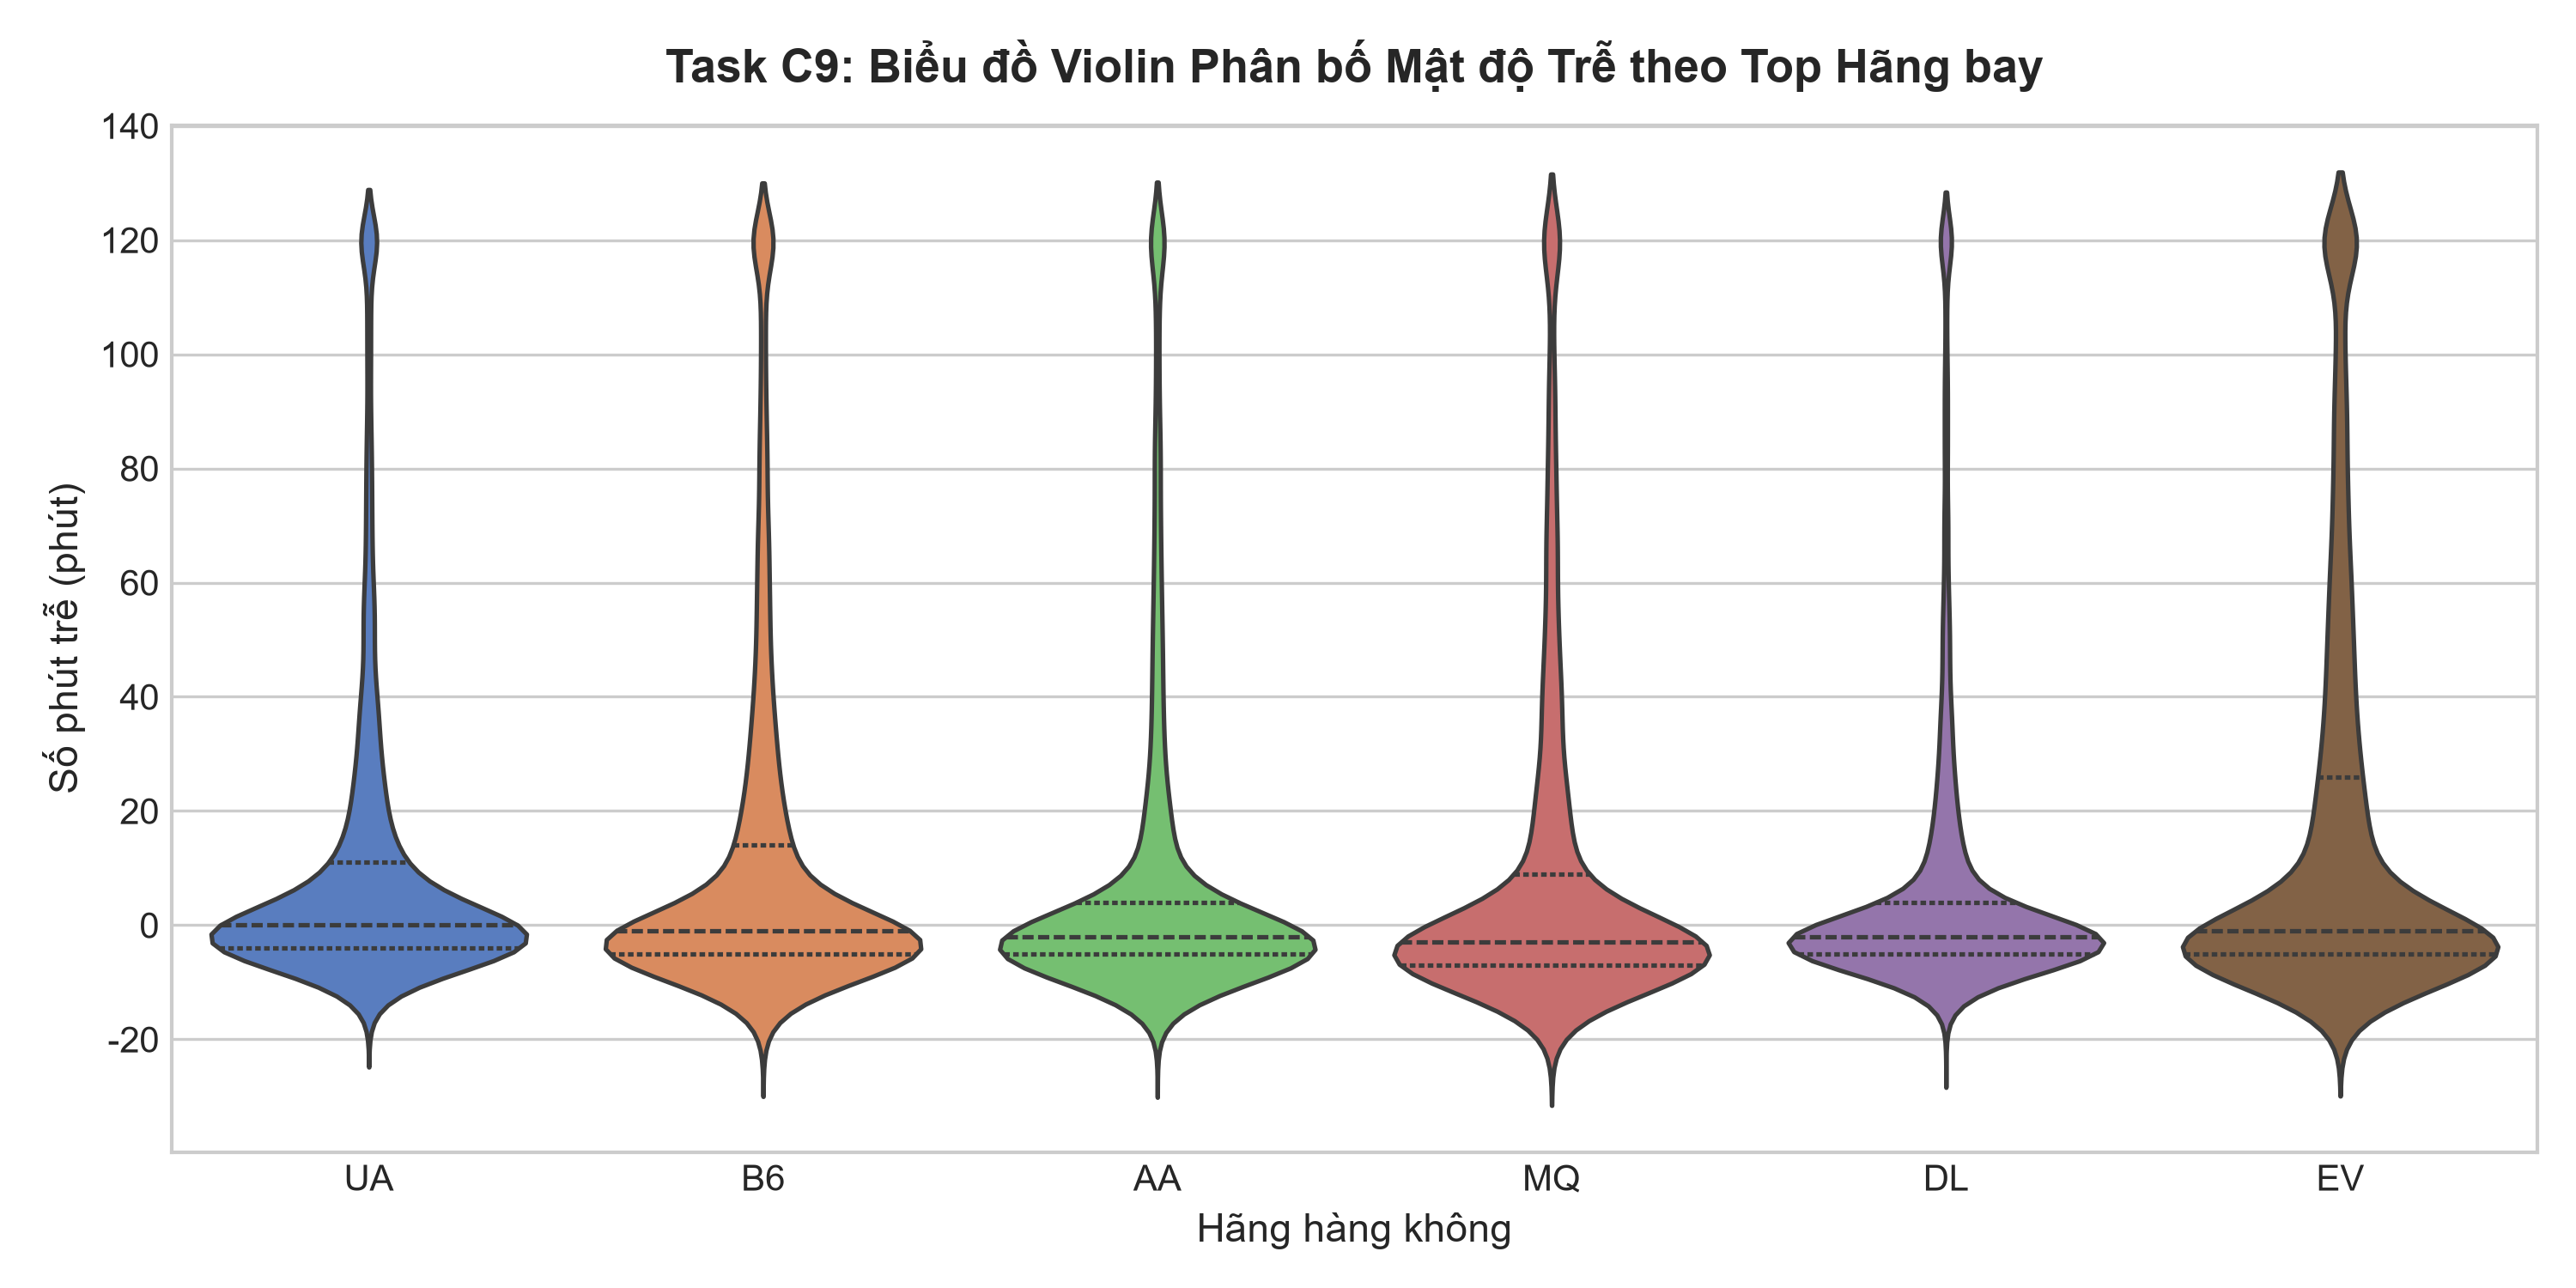 Task C9: Biểu đồ Violin Phân bố Mật độ Trễ theo Top Hãng bay
140
120
100
80
60
40
20
0
-20
Số phút trễ (phút)
UA B6 AA MQ DL EV
Hãng hàng không